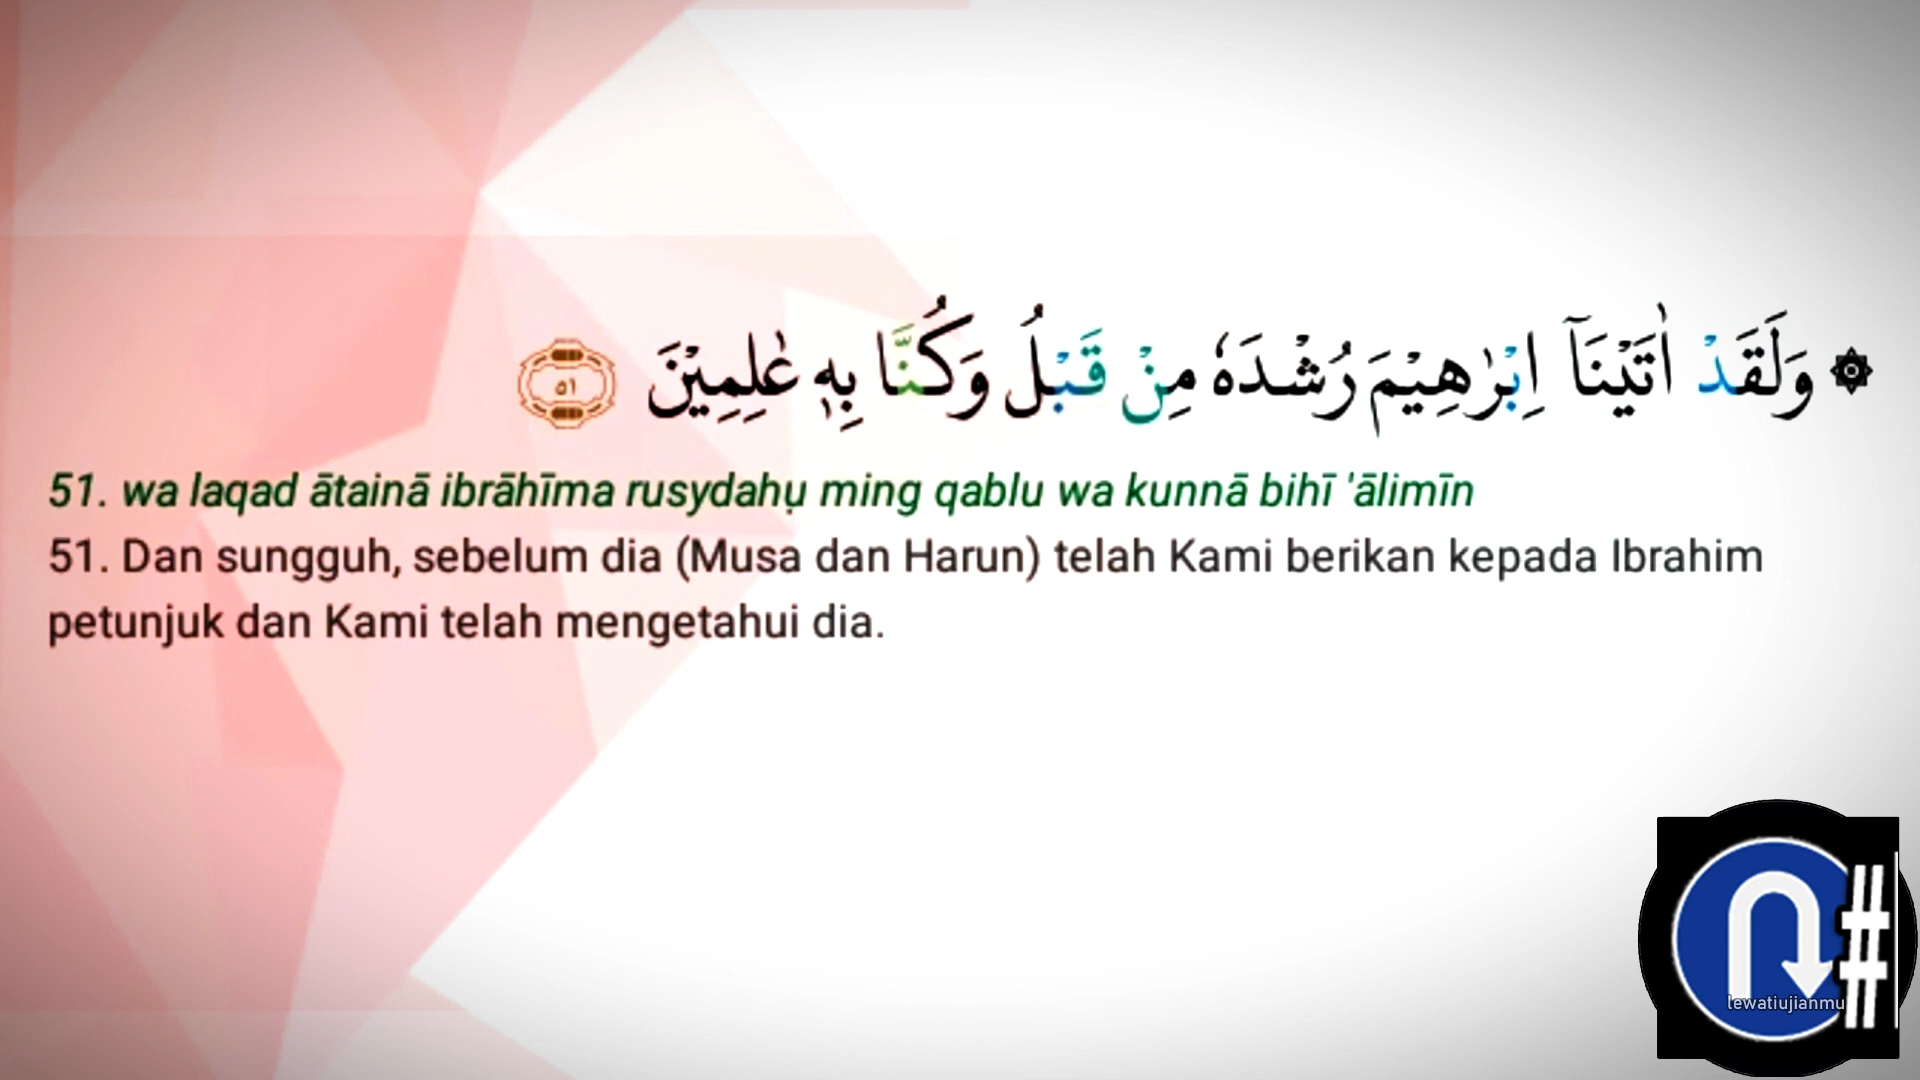 ۞ وَلَقَدْ اٰتَيْنَآ اِبْرٰهِيْمَ رُشْدَهٗ مِنْ قَبْلُ وَكُنَّا بِهٖ عٰلِمِيْنَ ٥١
51. wa laqad ātainā ibrāhīma rusydahụ ming qablu wa kunnā bihī 'ālimīn
51. Dan sungguh, sebelum dia (Musa dan Harun) telah Kami berikan kepada Ibrahim
petunjuk dan Kami telah mengetahui dia.
#
lewatiujianmu